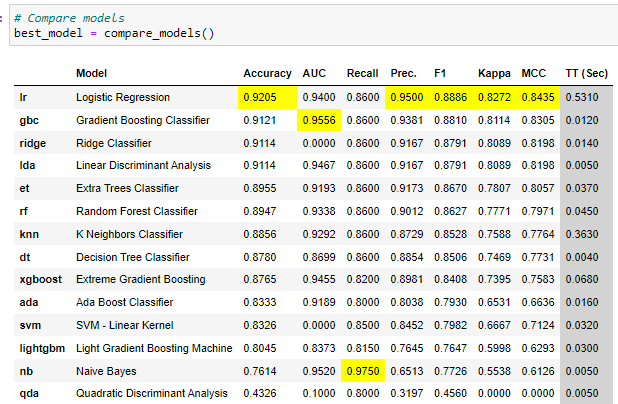 # Compare models
best_model = compare_models()
Model Accuracy AUC Recall Prec. F1 Kappa MCC TT (Sec)
lr Logistic Regression 0.9205 0.9400 0.8600 0.9500 0.8886 0.8272 0.8435 0.5310
gbc Gradient Boosting Classifier 0.9121 0.9556 0.8600 0.9381 0.8810 0.8114 0.8305 0.0120
ridge Ridge Classifier 0.9114 0.0000 0.8600 0.9167 0.8791 0.8089 0.8198 0.0140
lda Linear Discriminant Analysis 0.9114 0.9467 0.8600 0.9167 0.8791 0.8089 0.8198 0.0050
et Extra Trees Classifier 0.8955 0.9193 0.8600 0.9173 0.8670 0.7807 0.8057 0.0370
rf Random Forest Classifier 0.8947 0.9338 0.8600 0.9012 0.8627 0.7771 0.7971 0.0450
knn K Neighbors Classifier 0.8856 0.9292 0.8600 0.8729 0.8528 0.7588 0.7764 0.3630
dt Decision Tree Classifier 0.8780 0.8699 0.8600 0.8854 0.8506 0.7469 0.7731 0.0040
xgboost Extreme Gradient Boosting 0.8765 0.9455 0.8200 0.8981 0.8408 0.7395 0.7583 0.0680
ada Ada Boost Classifier 0.8333 0.9189 0.8000 0.8038 0.7930 0.6531 0.6636 0.0160
svm SVM - Linear Kernel 0.8326 0.0000 0.8500 0.8452 0.7982 0.6667 0.7124 0.0320
lightgbm Light Gradient Boosting Machine 0.8045 0.8373 0.8150 0.7645 0.7647 0.5998 0.6293 0.0300
nb Naive Bayes 0.7614 0.9520 0.9750 0.6513 0.7726 0.5538 0.6126 0.0050
qda Quadratic Discriminant Analysis 0.4326 0.1000 0.8000 0.3197 0.4560 0.0000 0.0000 0.0050